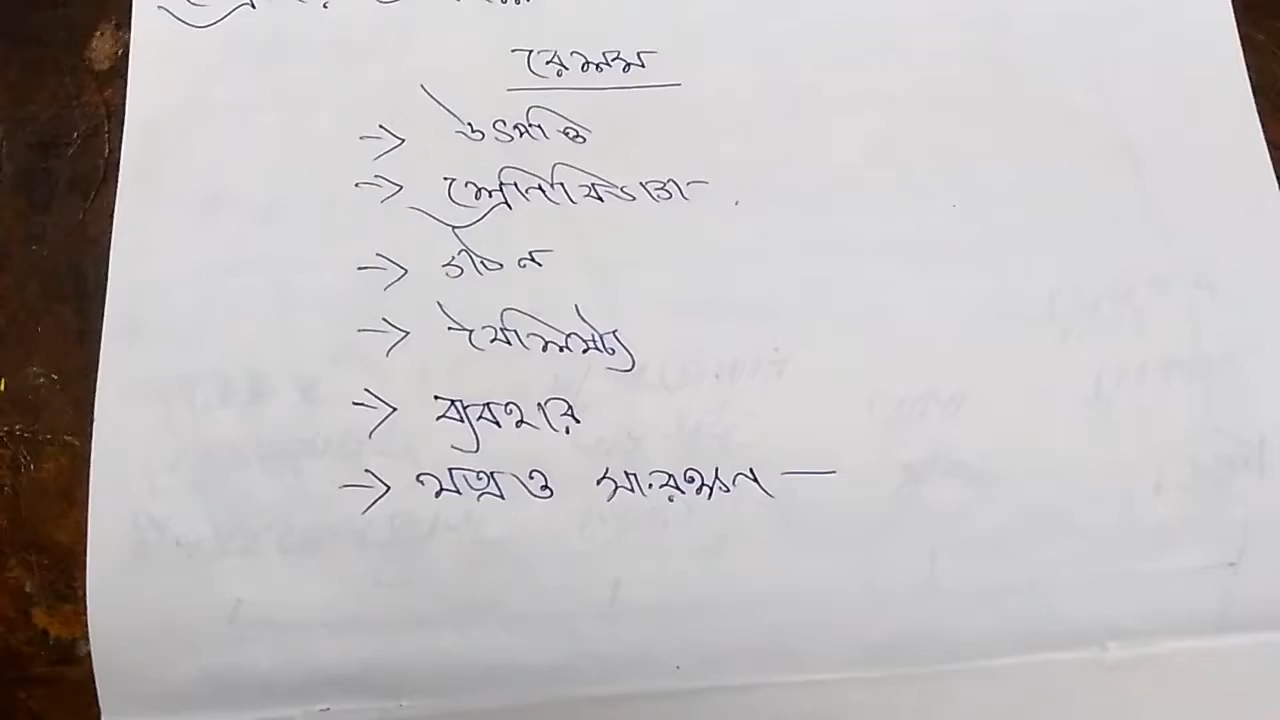 রেশম
→ উৎপত্তি
→ শ্রেণিবিভাগ
→ গঠন
→ বৈশিষ্ট্য
→ ব্যবহার
→ যত্ন ও সংরক্ষণ —